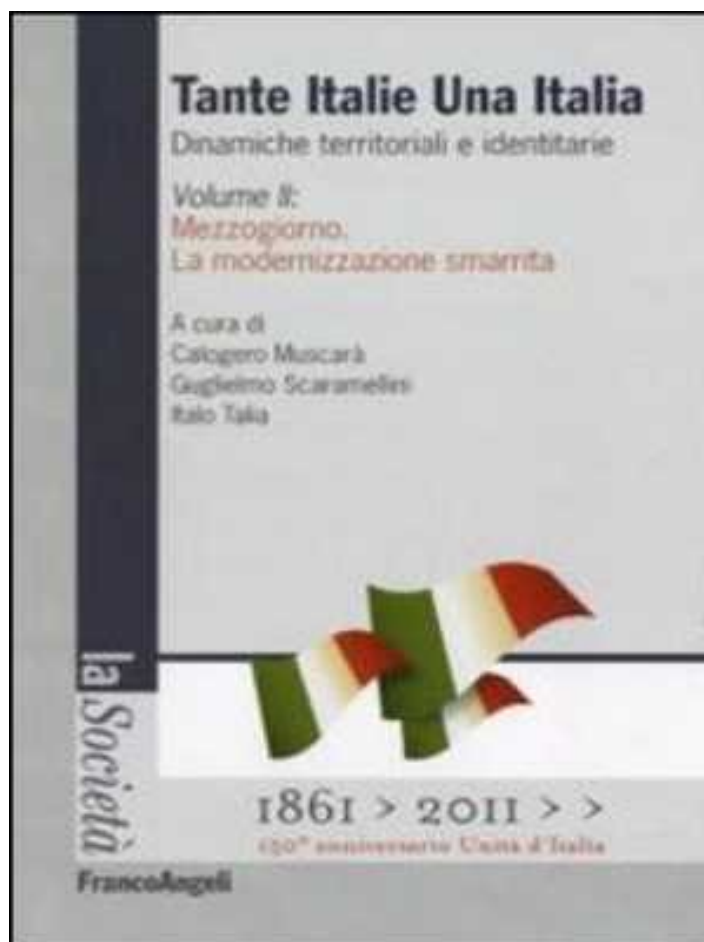 Tante Italie Una Italia
Dinamiche territoriali e identitarie
Volume II:
Mezzogiorno.
La modernizzazione smarrita
A cura di
Calogero Muscarà
Guglielmo Scaramellini
Italo Talia
la Società
1861 > 2011 > >
150° anniversario Unità d'Italia
FrancoAngeli